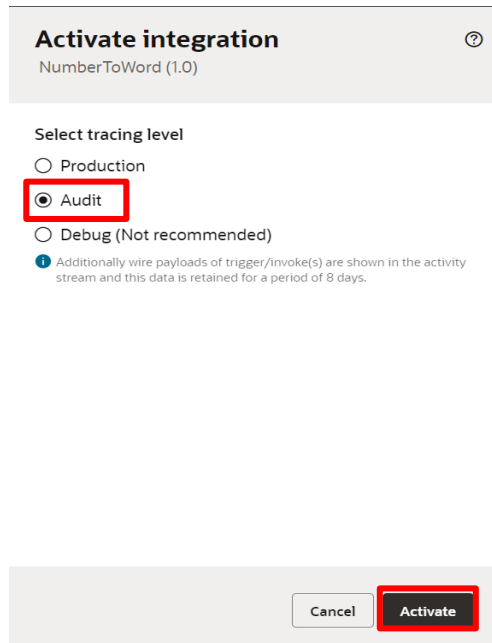 Activate integration
NumberToWord (1.0)
Select tracing level
Production
Audit
Debug (Not recommended)
Additionally wire payloads of trigger/invoke(s) are shown in the activity
stream and this data is retained for a period of 8 days.
Cancel Activate